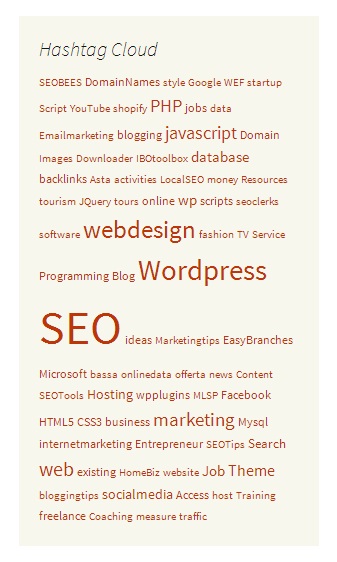 Hashtag Cloud
SEOBEES DomainNames style Google WEF startup
Script YouTube shopify PHP jobs data
Emailmarketing blogging javascript Domain
Images Downloader IBOtoolbox database
backlinks Asta activities LocalSEO money Resources
tourism JQuery tours online wp scripts seoclerks
software webdesign fashion TV Service
Programming Blog Wordpress
SEO ideas Marketingtips EasyBranches
Microsoft bassa onlinedata offerta news Content
SEOTools Hosting wpplugins MLSP Facebook
HTML5 CSS3 business marketing Mysql
internetmarketing Entrepreneur SEOTips Search
web existing HomeBiz website Job Theme
bloggingtips socialmedia Access host Training
freelance Coaching measure traffic